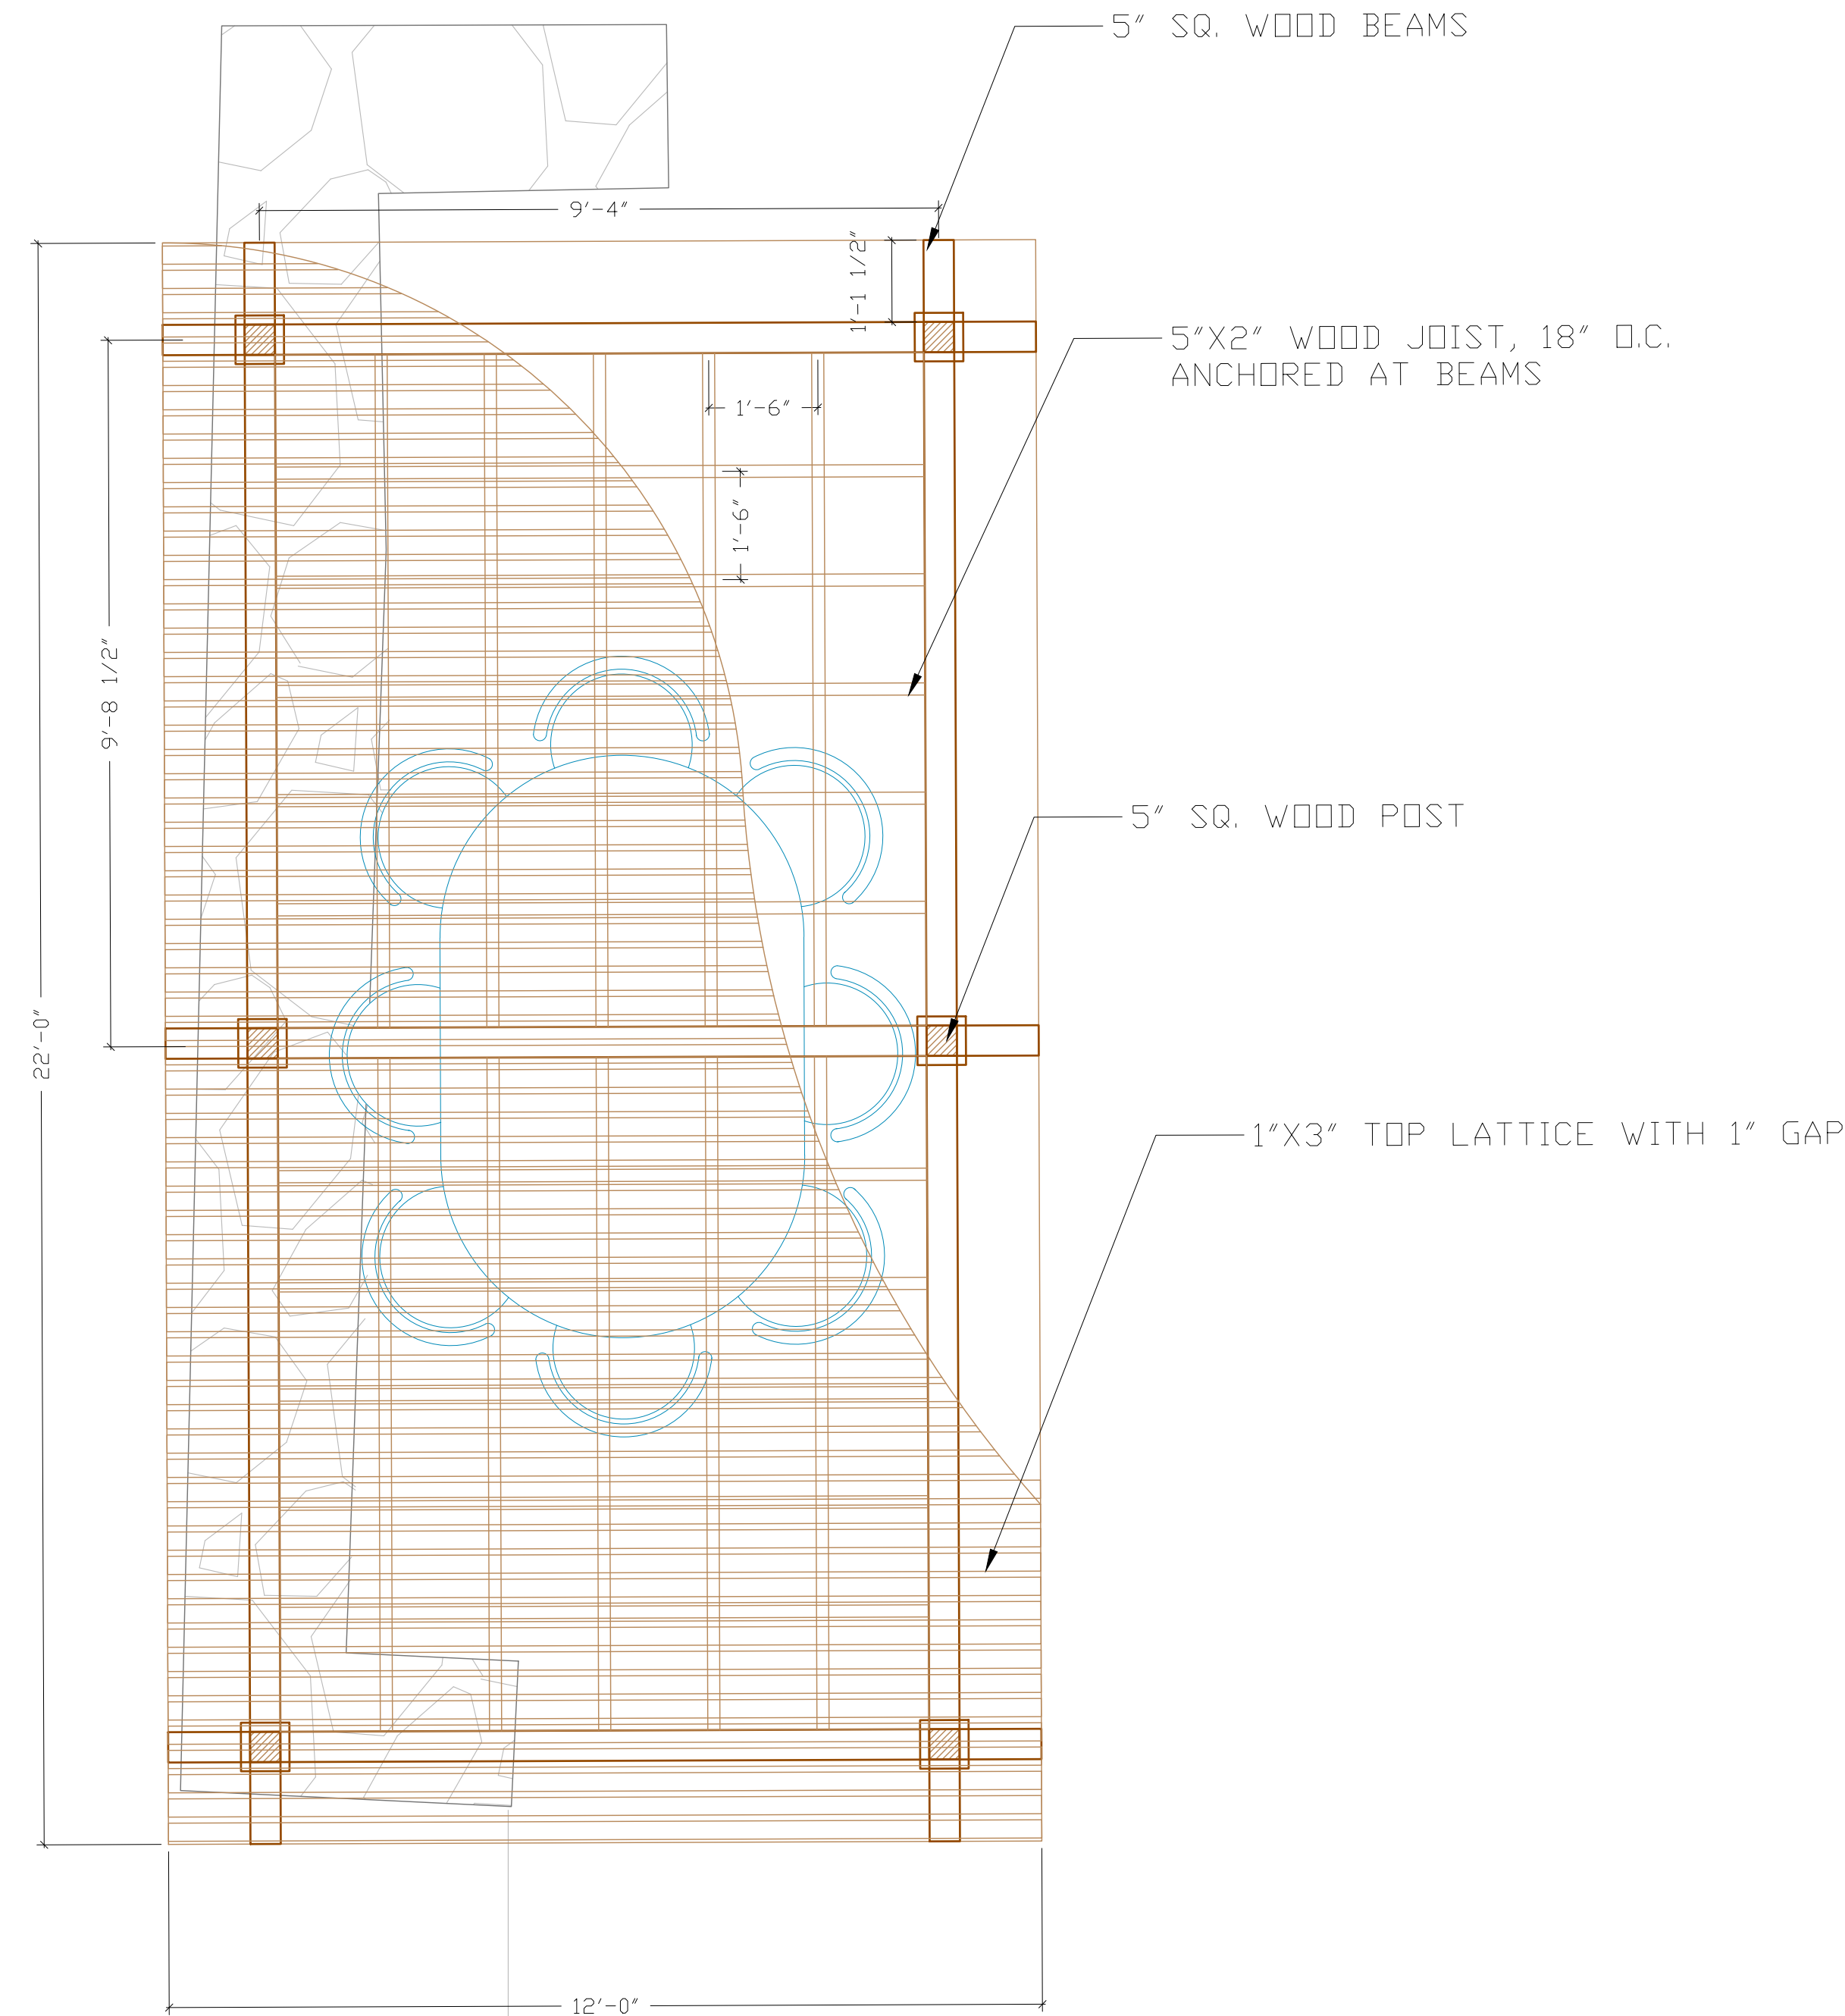 5" SQ. WOOD BEAMS
9'-4"
1'-1 1/2"
5"X2" WOOD JOIST, 18" O.C.
ANCHORED AT BEAMS
1'-6"
1'-6"
9'-8 1/2"
5" SQ. WOOD POST
22'-0"
1"X3" TOP LATTICE WITH 1" GAP
12'-0"